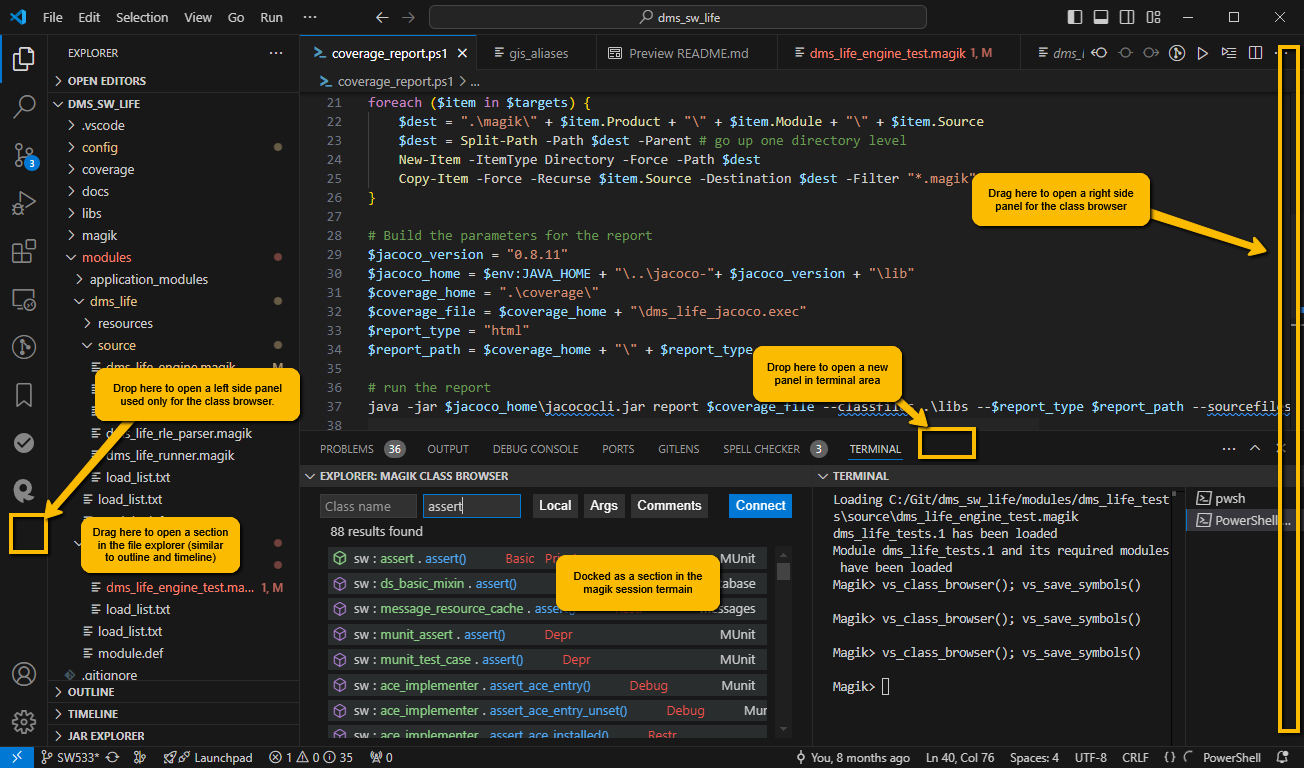 File Edit Selection View Go Run ···
dms_sw_life
EXPLORER
OPEN EDITORS
DMS_SW_LIFE
.vscode
config
coverage
docs
libs
magik
modules
application_modules
dms_life
resources
source
dms_life_engine.magik M
Drop here to open a left side panel
used only for the class browser.
dms_life_rle_parser.magik
dms_life_runner.magik
load_list.txt
load_list.txt
Drag here to open a section
in the file explorer (similar
to outline and timeline)
dms_life_engine_test.ma... 1, M
load_list.txt
load_list.txt
module.def
.gitignore
OUTLINE
TIMELINE
JAR EXPLORER
3
coverage_report.ps1
gis_aliases
Preview README.md
dms_life_engine_test.magik 1, M
coverage_report.ps1 > ...
21 foreach ($item in $targets) {
22 $dest = ".\magik\" + $item.Product + "\" + $item.Module + "\" + $item.Source
23 $dest = Split-Path -Path $dest -Parent # go up one directory level
24 New-Item -ItemType Directory -Force -Path $dest
25 Copy-Item -Force -Recurse $item.Source -Destination $dest -Filter "*.magik"
26 }
27
28 # Build the parameters for the report
29 $jacoco_version = "0.8.11"
30 $jacoco_home = $env:JAVA_HOME + "\..\jacoco-"+ $jacoco_version + "\lib"
31 $coverage_home = ".\coverage\"
32 $coverage_file = $coverage_home + "\dms_life_jacoco.exec"
33 $report_type = "html"
34 $report_path = $coverage_home + "\" + $report_type
35
36 # run the report
37 java -jar $jacoco_home\jacococli.jar report $coverage_file --classfiles .\libs --$report_type $report_path --sourcefiles
38
Drag here to open a right side
panel for the class browser
Drop here to open a new
panel in terminal area
PROBLEMS 36 OUTPUT DEBUG CONSOLE PORTS GITLENS SPELL CHECKER 3 TERMINAL
EXPLORER: MAGIK CLASS BROWSER
Class name assert Local Args Comments Connect
88 results found
sw : assert . assert() Basic MUnit
sw : ds_basic_mixin . assert()
sw : message_resource_cache .
sw : munit_assert . assert() Depr MUnit
sw : munit_test_case . assert() Depr MUnit
sw : ace_implementer . assert_ace_entry() Debug Munit
sw : ace_implementer . assert_ace_entry_unset() Debug Mur
sw : ace_implementer . assert_ace_installed() Restr
Docked as a section in the
magik session termain
TERMINAL
Loading C:/Git/dms_sw_life/modules/dms_life_test
s\source\dms_life_engine_test.magik
dms_life_tests.1 has been loaded
Module dms_life_tests.1 and its required modules
have been loaded
Magik> vs_class_browser(); vs_save_symbols()
Magik> vs_class_browser(); vs_save_symbols()
Magik> vs_class_browser(); vs_save_symbols()
Magik>
pwsh
PowerShell...
SW533* Launchpad 1 0 35 0
You, 8 months ago Ln 40, Col 76 Spaces: 4 UTF-8 CRLF {} PowerShell